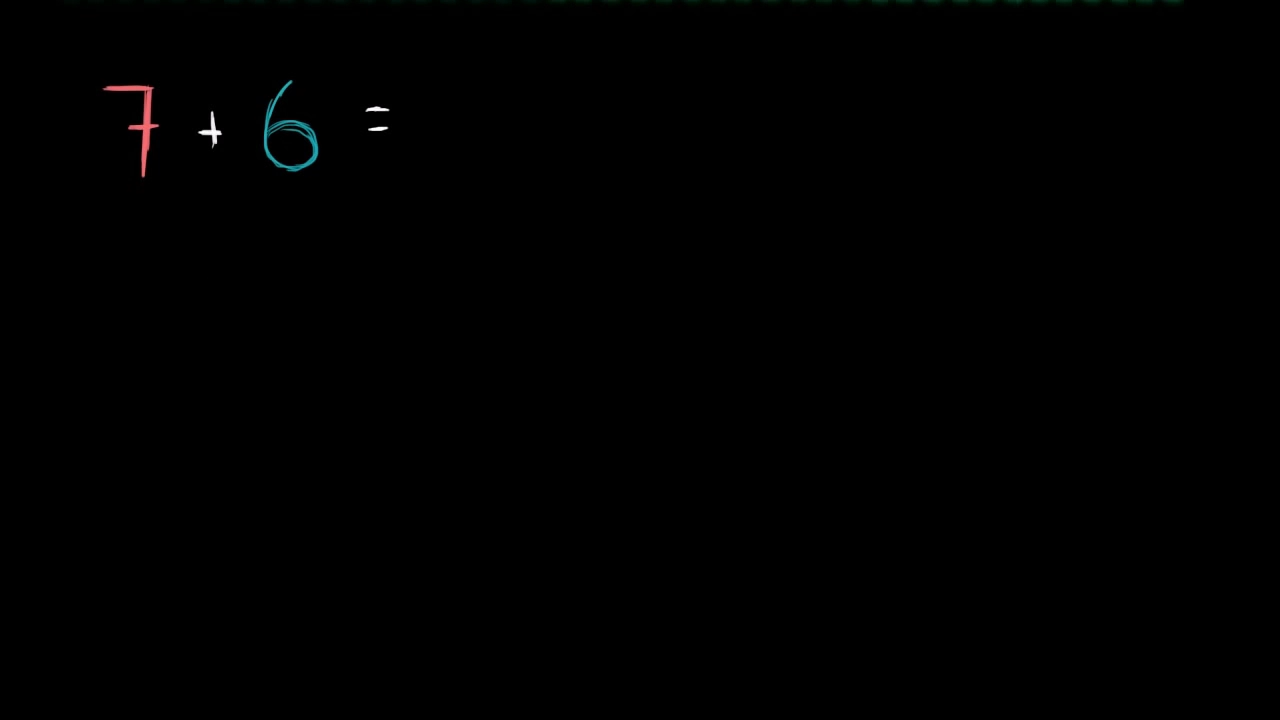 7 + 6 =